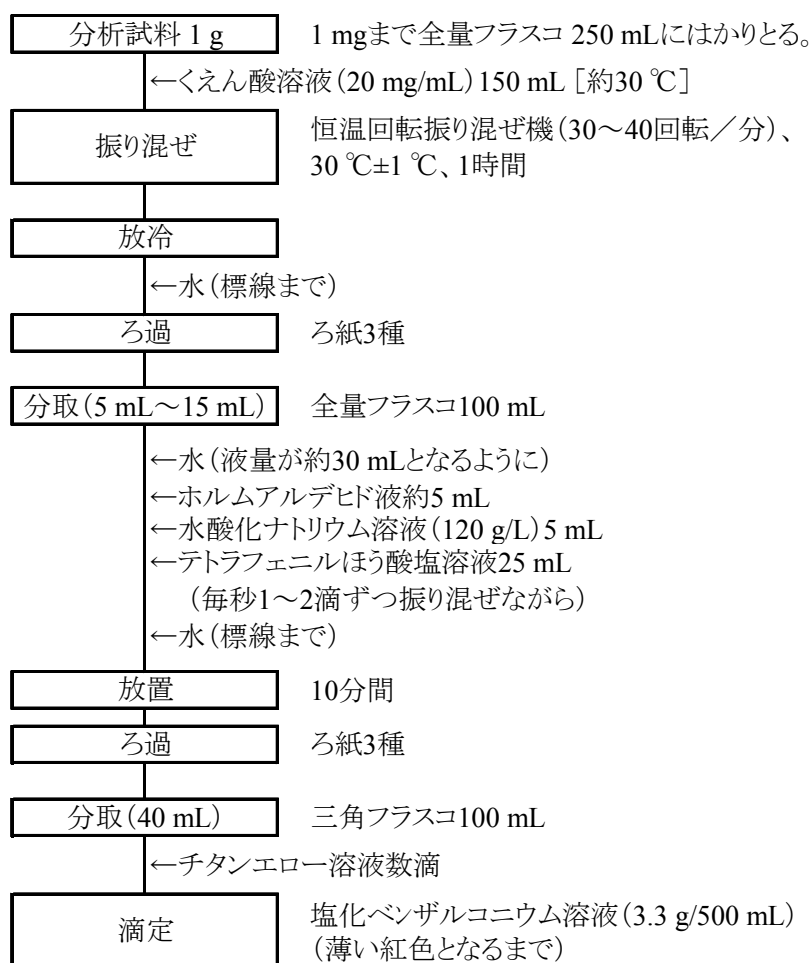 分析試料 1 g 1 mgまで全量フラスコ 250 mLにはかりとる。
←くえん酸溶液(20 mg/mL)150 mL [約30 ℃]
振り混ぜ 恒温回転振り混ぜ機(30～40回転／分)、
30 ℃±1 ℃、1時間
放冷
←水(標線まで)
ろ過 ろ紙3種
分取(5 mL～15 mL) 全量フラスコ100 mL
←水(液量が約30 mLとなるように)
←ホルムアルデヒド液約5 mL
←水酸化ナトリウム溶液(120 g/L)5 mL
←テトラフェニルほう酸塩溶液25 mL
(毎秒1～2滴ずつ振り混ぜながら)
←水(標線まで)
放置 10分間
ろ過 ろ紙3種
分取(40 mL) 三角フラスコ100 mL
←チタンエロー溶液数滴
滴定 塩化ベンザルコニウム溶液(3.3 g/500 mL)
(薄い紅色となるまで)